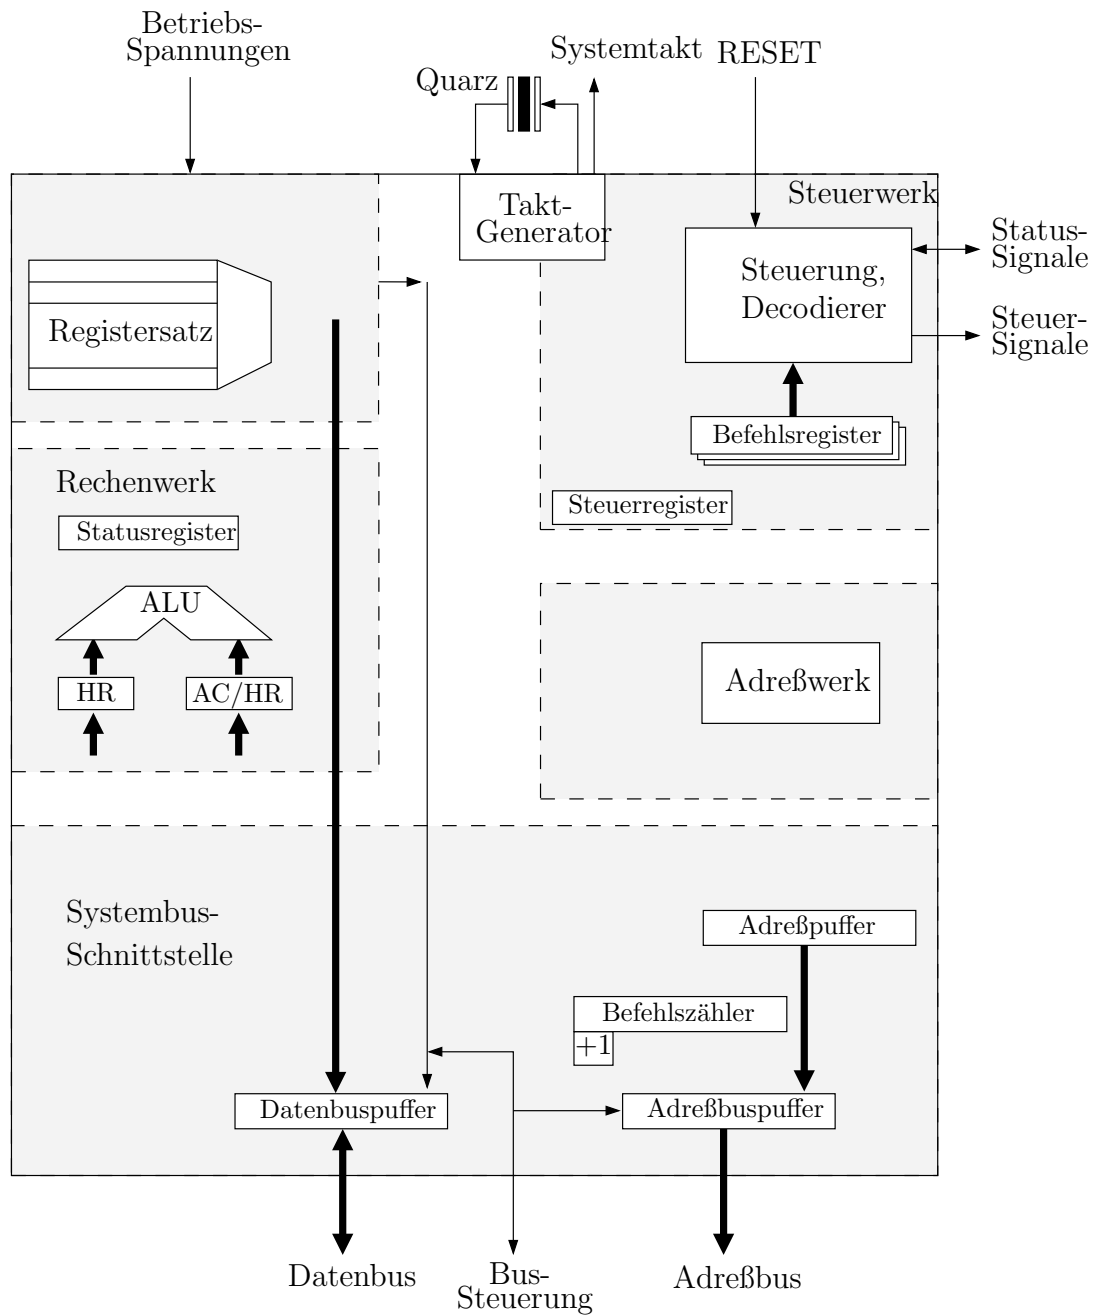 Betriebs-
Spannungen
Systemtakt
RESET
Quarz
Takt-
Generator
Steuerwerk
Status-
Signale
Steuerung,
Decodierer
Steuer-
Signale
Registersatz
Befehlsregister
Steuerregister
Rechenwerk
Statusregister
ALU
HR
AC/HR
Adreßwerk
Systembus-
Schnittstelle
Adreßpuffer
Befehlszähler
+1
Datenbuspuffer
Adreßbuspuffer
Datenbus
Bus-
Steuerung
Adreßbus